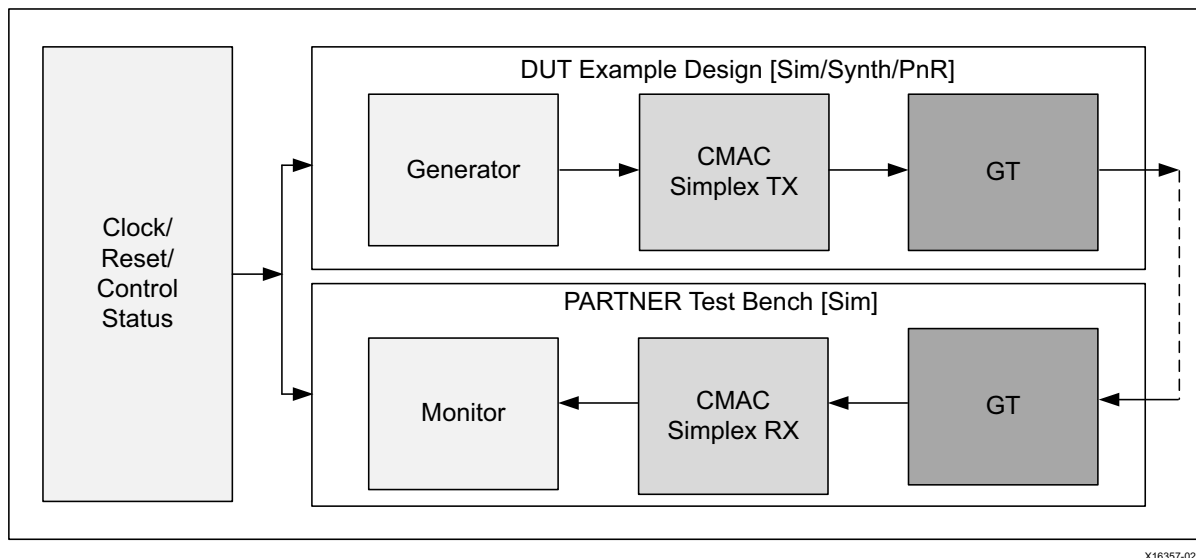 DUT Example Design [Sim/Synth/PnR]
Generator
CMAC
Simplex TX
GT
Clock/
Reset/
Control
Status
PARTNER Test Bench [Sim]
Monitor
CMAC
Simplex RX
GT